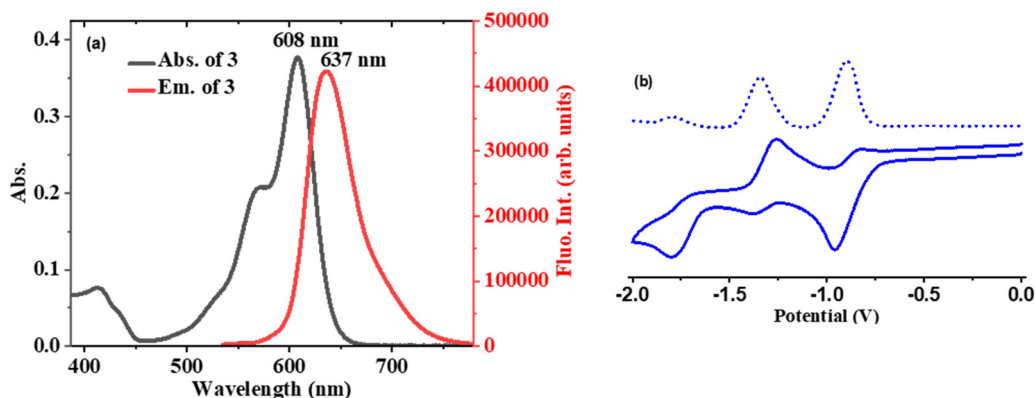 (a)
608 nm
637 nm
Abs. of 3
Em. of 3
Abs.
0.4
0.3
0.2
0.1
0.0
400
500
600
700
Wavelength (nm)
500000
400000
300000
200000
100000
0
Fluo. Int. (arb. units)
(b)
-2.0
-1.5
-1.0
-0.5
0.0
Potential (V)